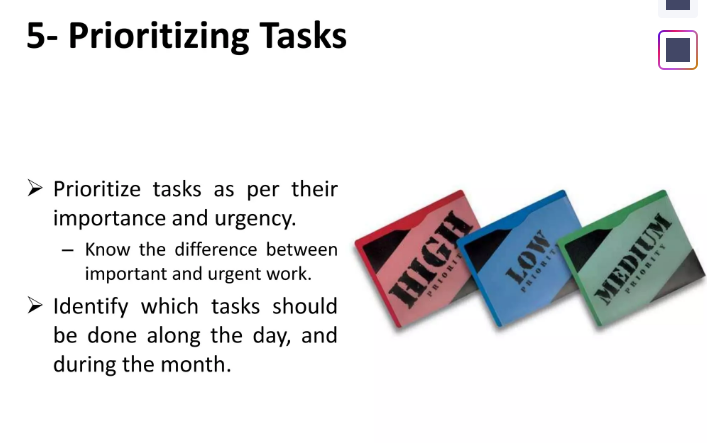 5- Prioritizing Tasks
➢ Prioritize tasks as per their
importance and urgency.
– Know the difference between
important and urgent work.
➢ Identify which tasks should
be done along the day, and
during the month.
HIGH
PRIORIT
LOW
PRIORITY
MEDIUM
PRIORITY